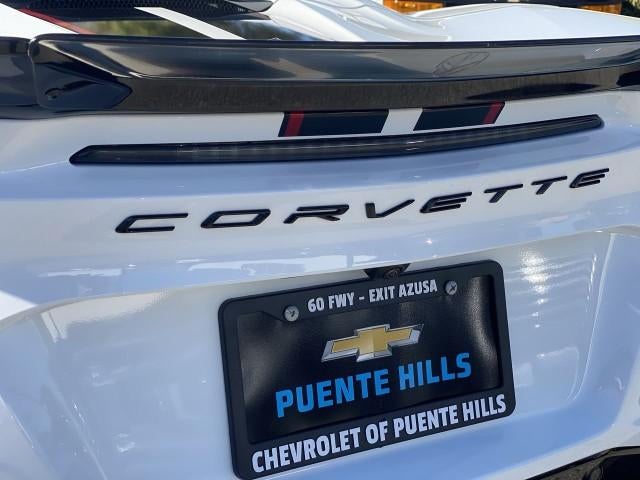 CORVETTE
60 FWY - EXIT AZUSA
PUENTE HILLS
CHEVROLET OF PUENTE HILLS